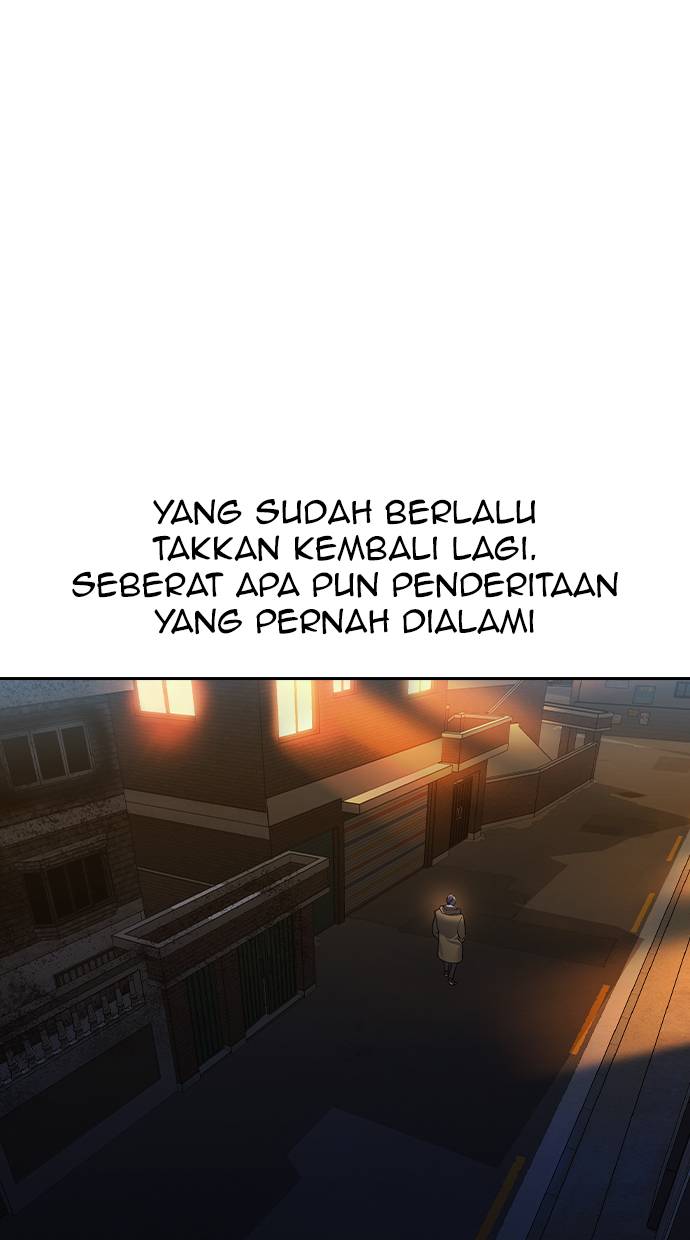 YANG SUDAH BERLALU
TAKKAN KEMBALI LAGI.
SEBERAT APA PUN PENDERITAAN
YANG PERNAH DIALAMI